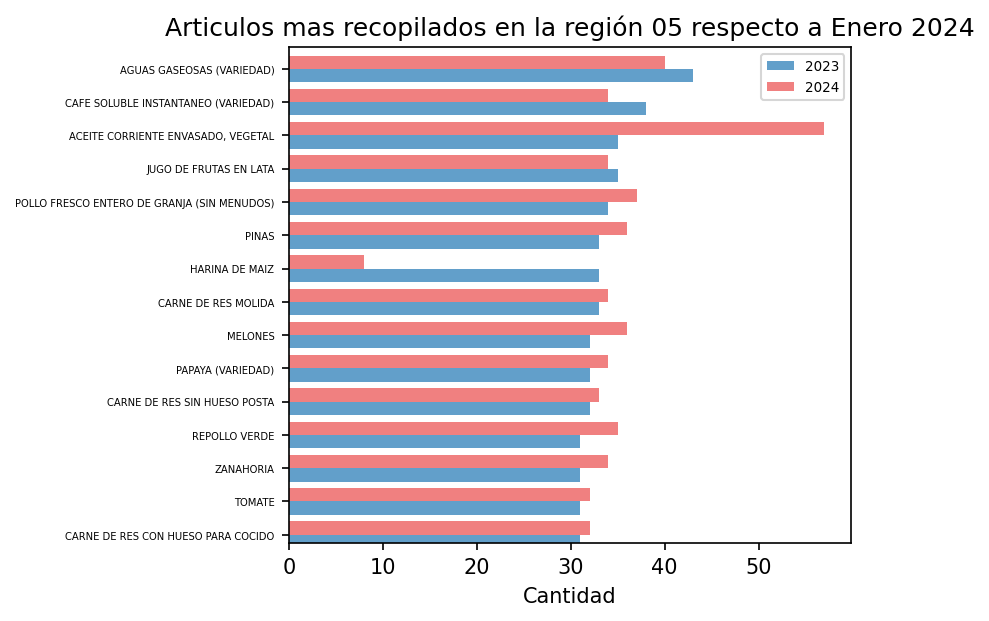 Articulos mas recopilados en la región 05 respecto a Enero 2024
2023
2024
AGUAS GASEOSAS (VARIEDAD)
CAFE SOLUBLE INSTANTANEO (VARIEDAD)
ACEITE CORRIENTE ENVASADO, VEGETAL
JUGO DE FRUTAS EN LATA
POLLO FRESCO ENTERO DE GRANJA (SIN MENUDOS)
PINAS
HARINA DE MAIZ
CARNE DE RES MOLIDA
MELONES
PAPAYA (VARIEDAD)
CARNE DE RES SIN HUESO POSTA
REPOLLO VERDE
ZANAHORIA
TOMATE
CARNE DE RES CON HUESO PARA COCIDO
0 10 20 30 40 50
Cantidad